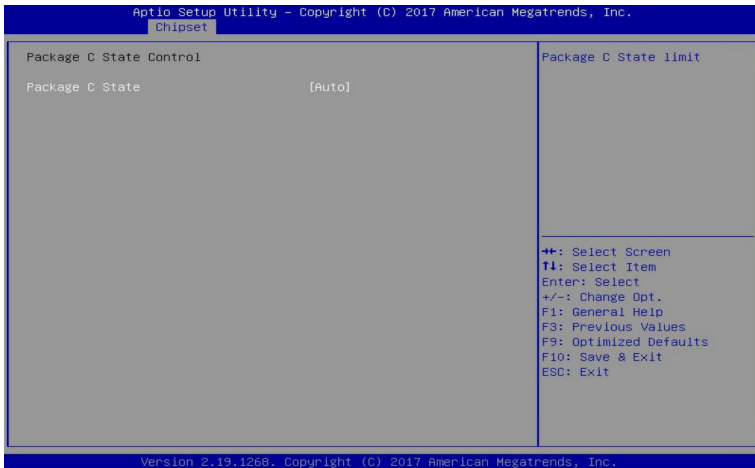 Aptio Setup Utility – Copyright (C) 2017 American Megatrends, Inc.
Chipset
Package C State Control
Package C State [Auto]
Package C State limit
→←: Select Screen
↑↓: Select Item
Enter: Select
+/-: Change Opt.
F1: General Help
F3: Previous Values
F9: Optimized Defaults
F10: Save & Exit
ESC: Exit
Version 2.19.1268. Copyright (C) 2017 American Megatrends, Inc.